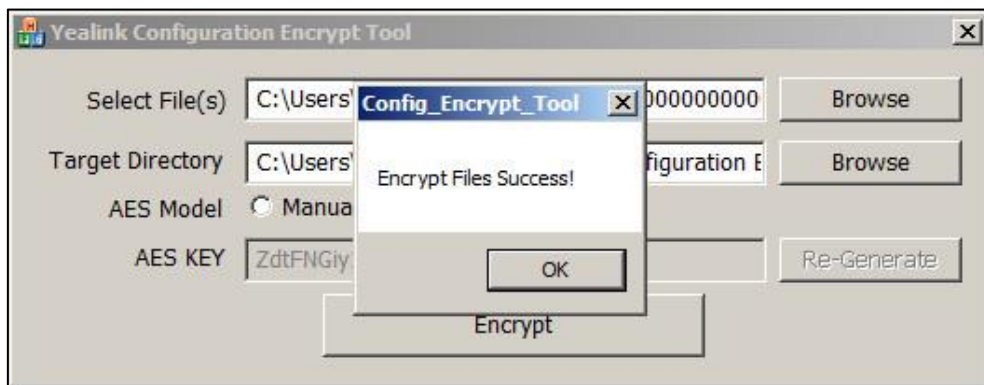 Yealink Configuration Encrypt Tool
Select File(s) C:\Users\ 000000000 Browse
Config_Encrypt_Tool
Target Directory C:\Users\ figuration E Browse
Encrypt Files Success!
AES Model Manua
AES KEY ZdtFNGiy Re-Generate
OK
Encrypt